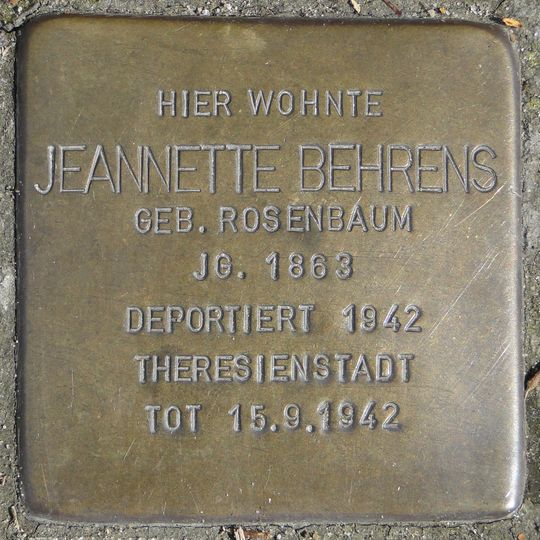 HIER WOHNTE
JEANNETTE BEHRENS
GEB. ROSENBAUM
JG. 1863
DEPORTIERT 1942
THERESIENSTADT
TOT 15.9.1942